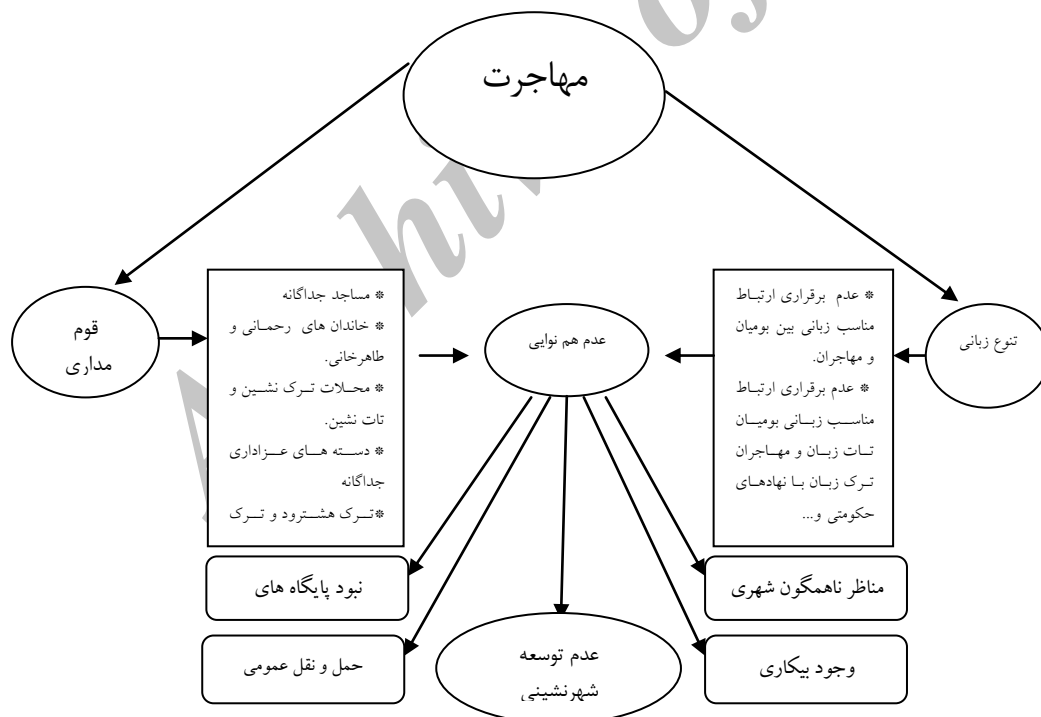 مهاجرت
تنوع زبانی
* عدم برقراری ارتباط
مناسب زبانی بین بومیان
و مهاجران.
* عدم برقراری ارتباط
مناسب زبانی بومیان
تات زبان و مهاجران
ترک زبان با نهادهای
حکومتی و...
عدم هم نوایی
* مساجد جداگانه
* خاندان های رحمانی و
طاهرخانی.
* محلات ترک نشین و
تات نشین.
* دسته های عزاداری
جداگانه
*ترک هشترود و ترک
قوم
مداری
مناظر ناهمگون شهری
نبود پایگاه های
وجود بیکاری
عدم توسعه
شهرنشینی
حمل و نقل عمومی